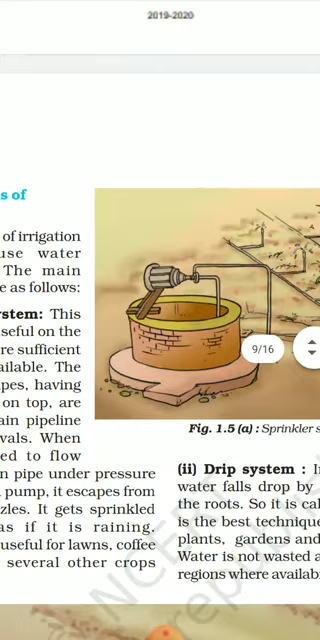 2019-2020
s of
of irrigation
use water
The main
e as follows:
stem: This
seful on the
re sufficient
ailable. The
pes, having
on top, are
ain pipeline
vals. When
ed to flow
n pipe under pressure
pump, it escapes from
zles. It gets sprinkled
as if it is raining.
useful for lawns, coffee
several other crops
9/16
Fig. 1.5 (a) : Sprinkler s
(ii) Drip system : I
water falls drop by
the roots. So it is cal
is the best technique
plants, gardens and
Water is not wasted a
regions where availabi